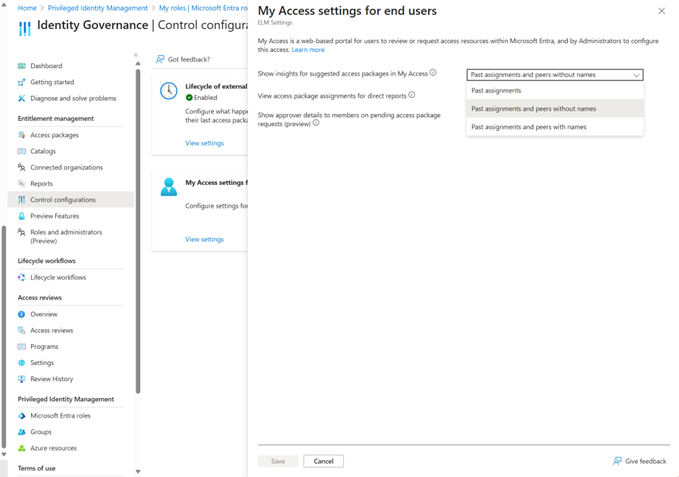 Home > Privileged Identity Management > My roles | Microsoft Entra ro
Identity Governance | Control configura
Dashboard
Getting started
Diagnose and solve problems
Entitlement management
Access packages
Catalogs
Connected organizations
Reports
Control configurations
Preview Features
Roles and administrators
(Preview)
Lifecycle workflows
Lifecycle workflows
Access reviews
Overview
Access reviews
Programs
Settings
Review History
Privileged Identity Management
Microsoft Entra roles
Groups
Azure resources
Terms of use
Got feedback?
Lifecycle of external
Enabled
Configure what happe
their last access packa
View settings
My Access settings f
Configure settings for
View settings
My Access settings for end users
ELM Settings
My Access is a web-based portal for users to review or request access resources within Microsoft Entra, and by Administrators to configure
this access. Learn more
Show insights for suggested access packages in My Access
Past assignments and peers without names
Past assignments
Past assignments and peers without names
Past assignments and peers with names
View access package assignments for direct reports
Show approver details to members on pending access package
requests (preview)
Save
Cancel
Give feedback